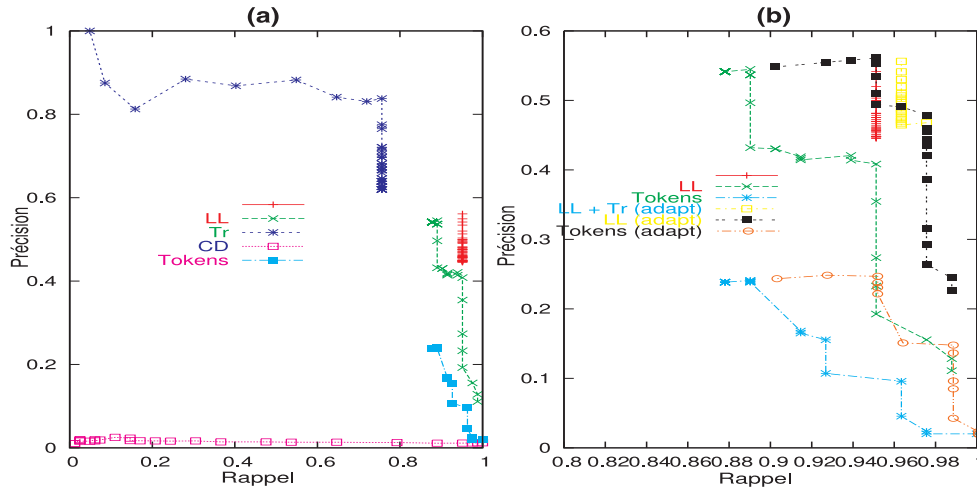 (a)
(b)
Précision
1
0.8
0.6
0.4
0.2
0
LL
Tr
CD
Tokens
0 0.2 0.4 0.6 0.8 1
Rappel
Précision
0.6
0.5
0.4
0.3
0.2
0.1
0
LL
Tokens
LL + Tr (adapt)
LL (adapt)
Tokens (adapt)
0.8 0.82 0.84 0.86 0.88 0.9 0.92 0.94 0.96 0.98 1
Rappel